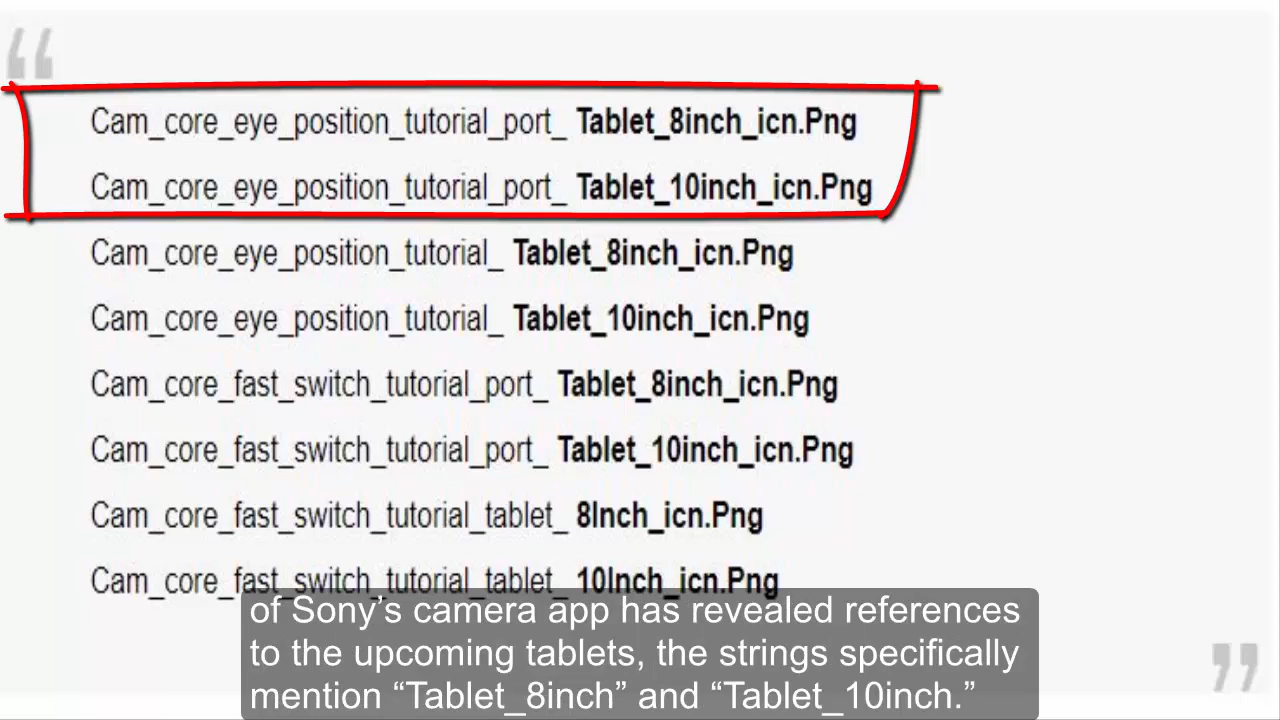 “
Cam_core_eye_position_tutorial_port_ Tablet_8inch_icn.Png
Cam_core_eye_position_tutorial_port_ Tablet_10inch_icn.Png
Cam_core_eye_position_tutorial_ Tablet_8inch_icn.Png
Cam_core_eye_position_tutorial_ Tablet_10inch_icn.Png
Cam_core_fast_switch_tutorial_port_ Tablet_8inch_icn.Png
Cam_core_fast_switch_tutorial_port_ Tablet_10inch_icn.Png
Cam_core_fast_switch_tutorial_tablet_ 8Inch_icn.Png
Cam_core_fast_switch_tutorial_tablet_ 10Inch_icn.Png
of Sony’s camera app has revealed references
to the upcoming tablets, the strings specifically
mention “Tablet_8inch” and “Tablet_10inch.”
”